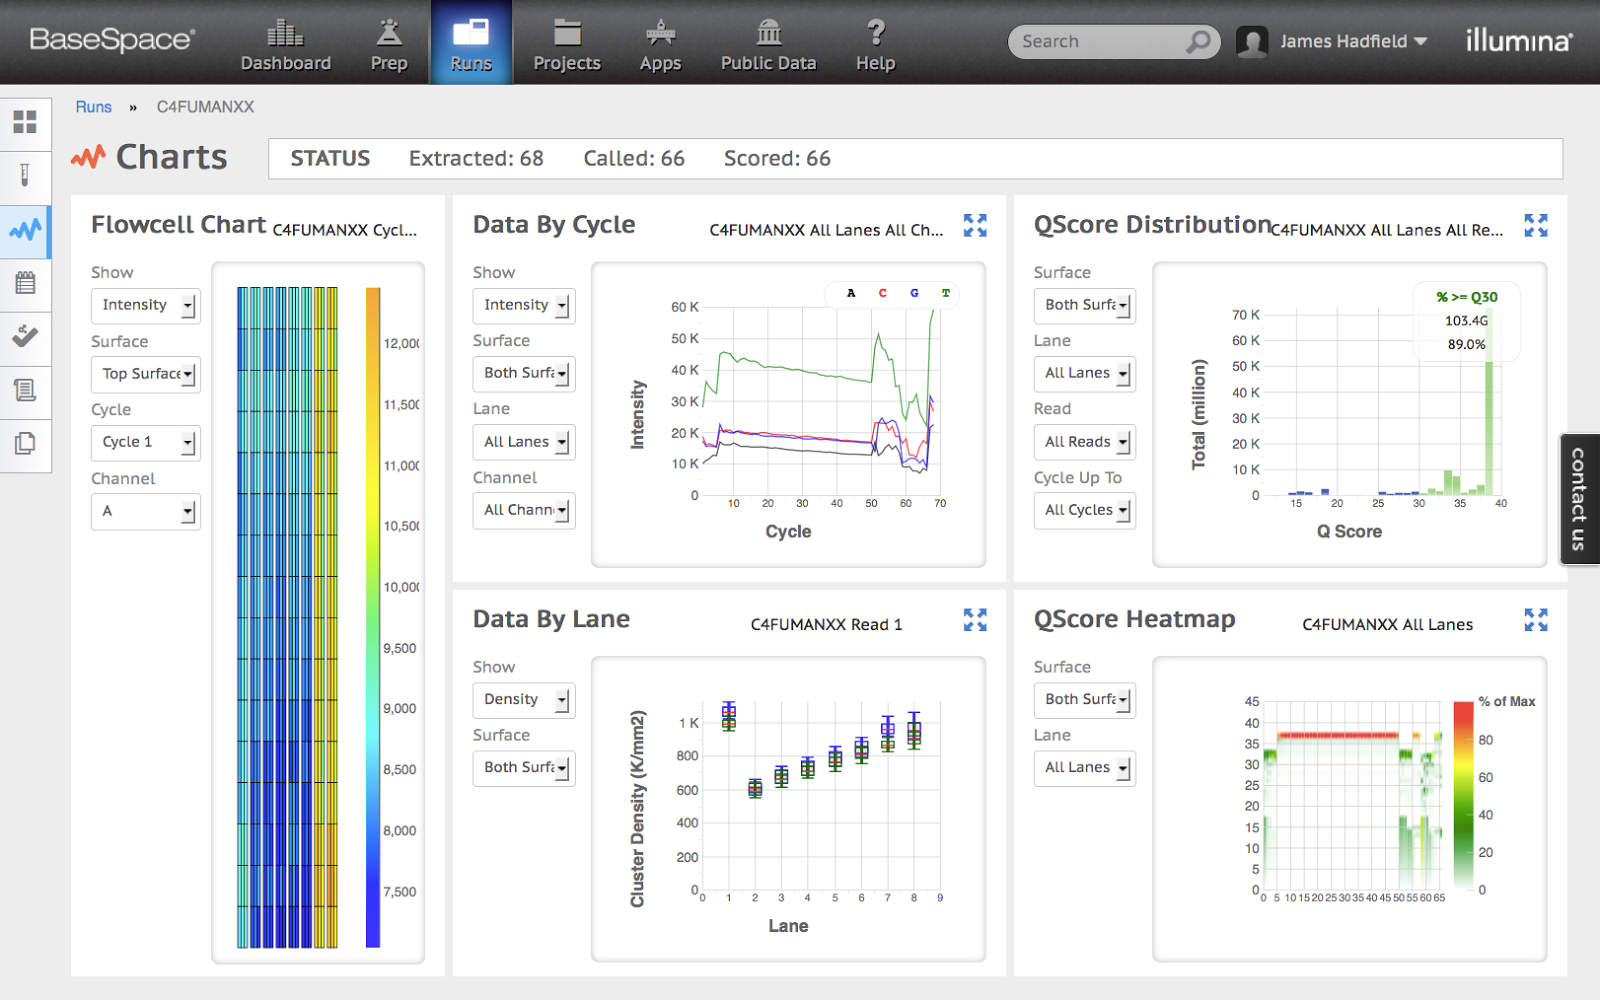 BaseSpace®
Dashboard
Prep
Runs
Projects
Apps
Public Data
Help
Search
James Hadfield
illumina®
Runs » C4FUMANXX
Charts
STATUS Extracted: 68 Called: 66 Scored: 66
Flowcell Chart C4FUMANXX Cycl...
Show
Intensity
Surface
Top Surface
Cycle
Cycle 1
Channel
A
12,000
11,500
11,000
10,500
10,000
9,500
9,000
8,500
8,000
7,500
Data By Cycle C4FUMANXX All Lanes All Ch...
Show
Intensity
Surface
Both Surfa
Lane
All Lanes
Channel
All Chann
A C G T
60 K
50 K
40 K
30 K
20 K
10 K
0
Intensity
10 20 30 40 50 60 70
Cycle
QScore Distribution C4FUMANXX All Lanes All Re...
Surface
Both Surfa
Lane
All Lanes
Read
All Reads
Cycle Up To
All Cycles
% >= Q30
103.4G
89.0%
70 K
60 K
50 K
40 K
30 K
20 K
10 K
0
Total (million)
15 20 25 30 35 40
Q Score
contact us
Data By Lane C4FUMANXX Read 1
Show
Density
Surface
Both Surfa
1 K
800
600
400
200
0
Cluster Density (K/mm2)
0 1 2 3 4 5 6 7 8 9
Lane
QScore Heatmap C4FUMANXX All Lanes
Surface
Both Surfa
Lane
All Lanes
45
40
35
30
25
20
15
10
5
0
0 5 10 15 20 25 30 35 40 45 50 55 60 65
% of Max
80
60
40
20
0